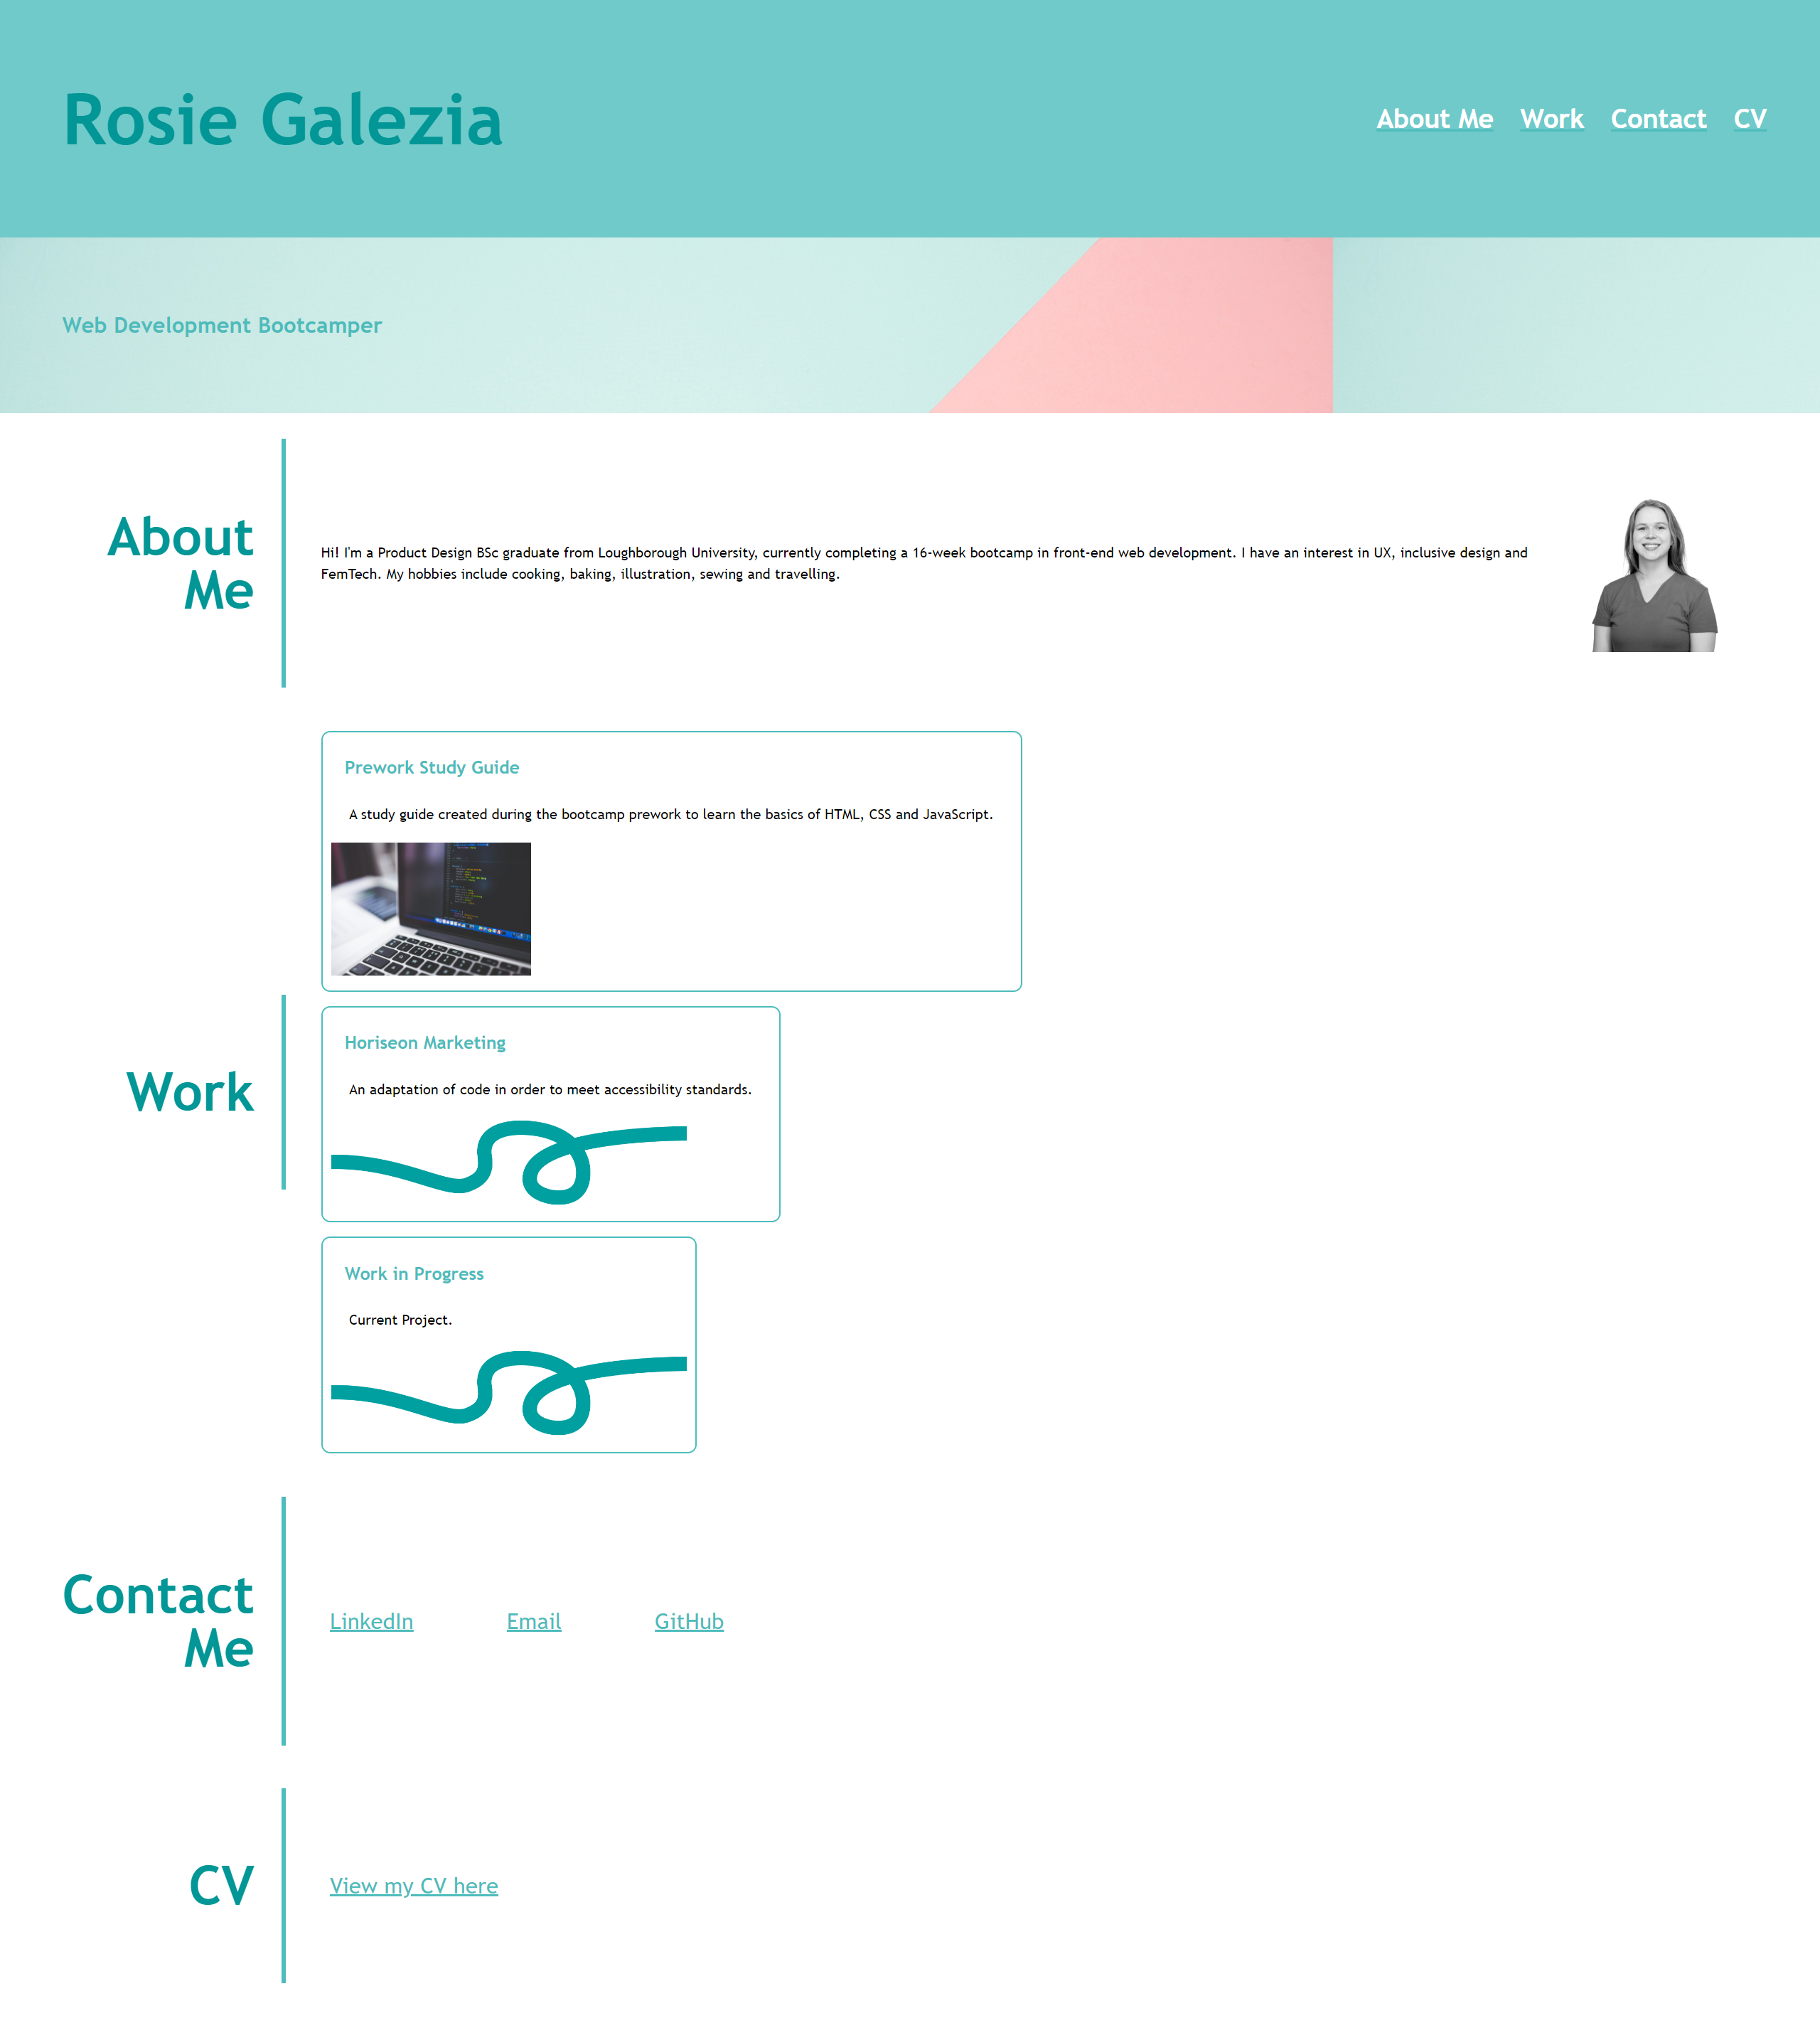 Rosie Galezia
About Me
Work
Contact
CV
Web Development Bootcamper
About
Me
Hi! I'm a Product Design BSc graduate from Loughborough University, currently completing a 16-week bootcamp in front-end web development. I have an interest in UX, inclusive design and
FemTech. My hobbies include cooking, baking, illustration, sewing and travelling.
Work
Prework Study Guide
A study guide created during the bootcamp prework to learn the basics of HTML, CSS and JavaScript.
Horiseon Marketing
An adaptation of code in order to meet accessibility standards.
Work in Progress
Current Project.
Contact
Me
LinkedIn
Email
GitHub
CV
View my CV here